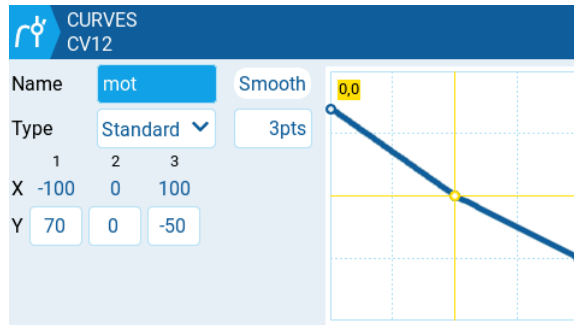 CURVES
CV12
Name mot Smooth
Type Standard 3pts
1 2 3
X -100 0 100
Y 70 0 -50
0,0